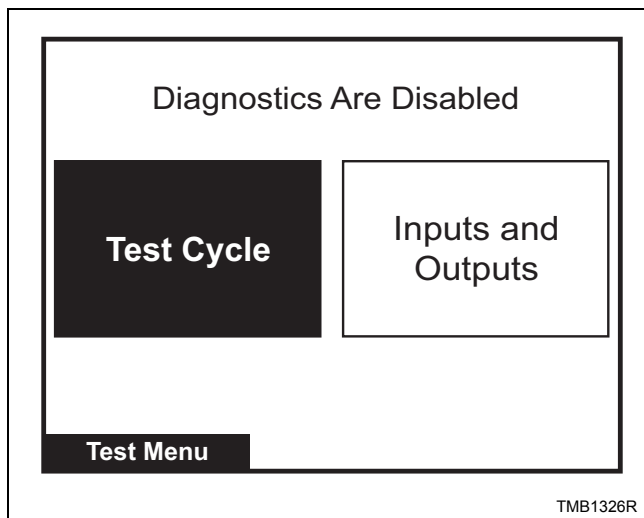 Diagnostics Are Disabled
Test Cycle
Inputs and
Outputs
Test Menu
TMB1326R